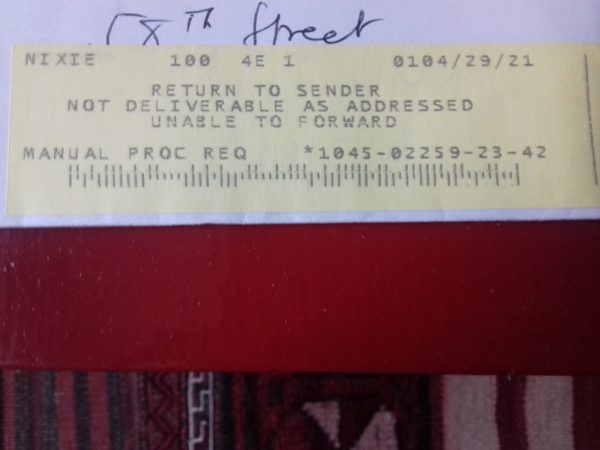 58th Street
NIXIE 100 4E 1 0104/29/21
RETURN TO SENDER
NOT DELIVERABLE AS ADDRESSED
UNABLE TO FORWARD
MANUAL PROC REQ *1045-02259-23-42